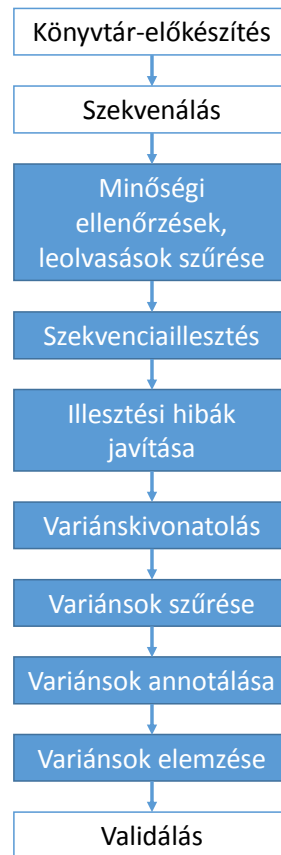 Könyvtár-előkészítés
Szekvenálás
Minőségi
ellenőrzések,
leolvasások szűrése
Szekvenciaillesztés
Illesztési hibák
javítása
Variánskivonatolás
Variánsok szűrése
Variánsok annotálása
Variánsok elemzése
Validálás